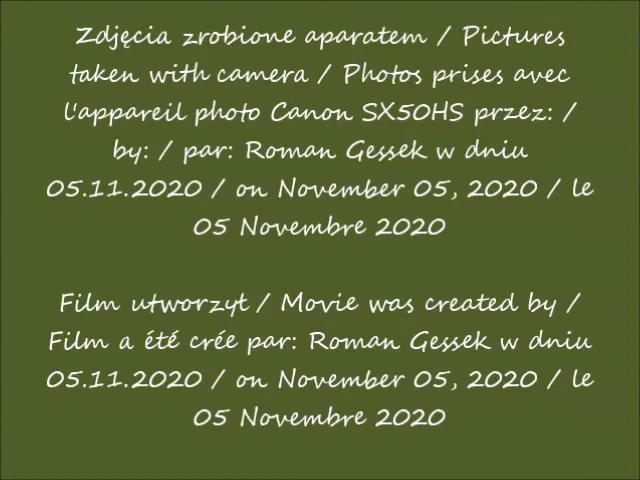 Zdjęcia zrobione aparatem / Pictures
taken with camera / Photos prises avec
l'appareil photo Canon SX50HS przez: /
by: / par: Roman Gessek w dniu
05.11.2020 / on November 05, 2020 / le
05 Novembre 2020
Film utworzył / Movie was created by /
Film a été crée par: Roman Gessek w dniu
05.11.2020 / on November 05, 2020 / le
05 Novembre 2020